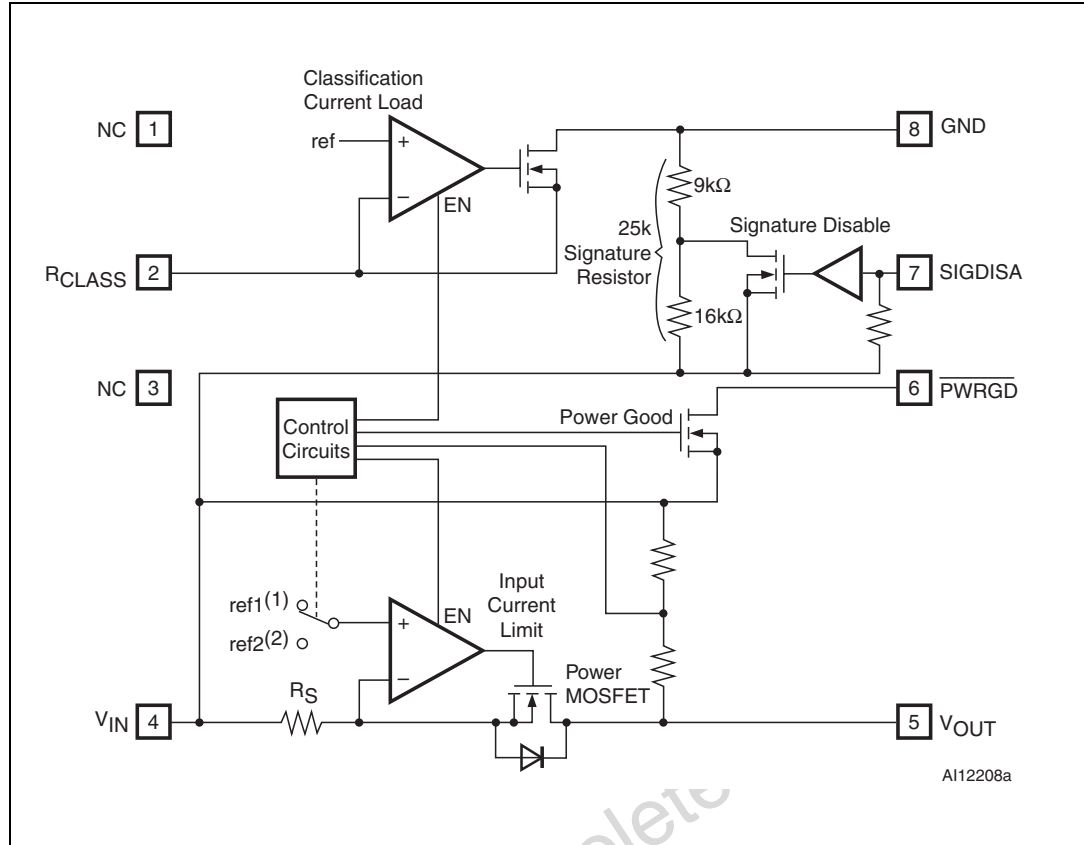 Classification
Current Load
NC 1
8 GND
ref
+
−
EN
9kΩ
25k
Signature
Resistor
Signature Disable
RCLASS 2
7 SIGDISA
16kΩ
NC 3
6 PWRGD
Power Good
Control
Circuits
Input
Current
Limit
ref1(1)
ref2(2)
+
−
EN
Power
MOSFET
RS
VIN 4
5 VOUT
AI12208a